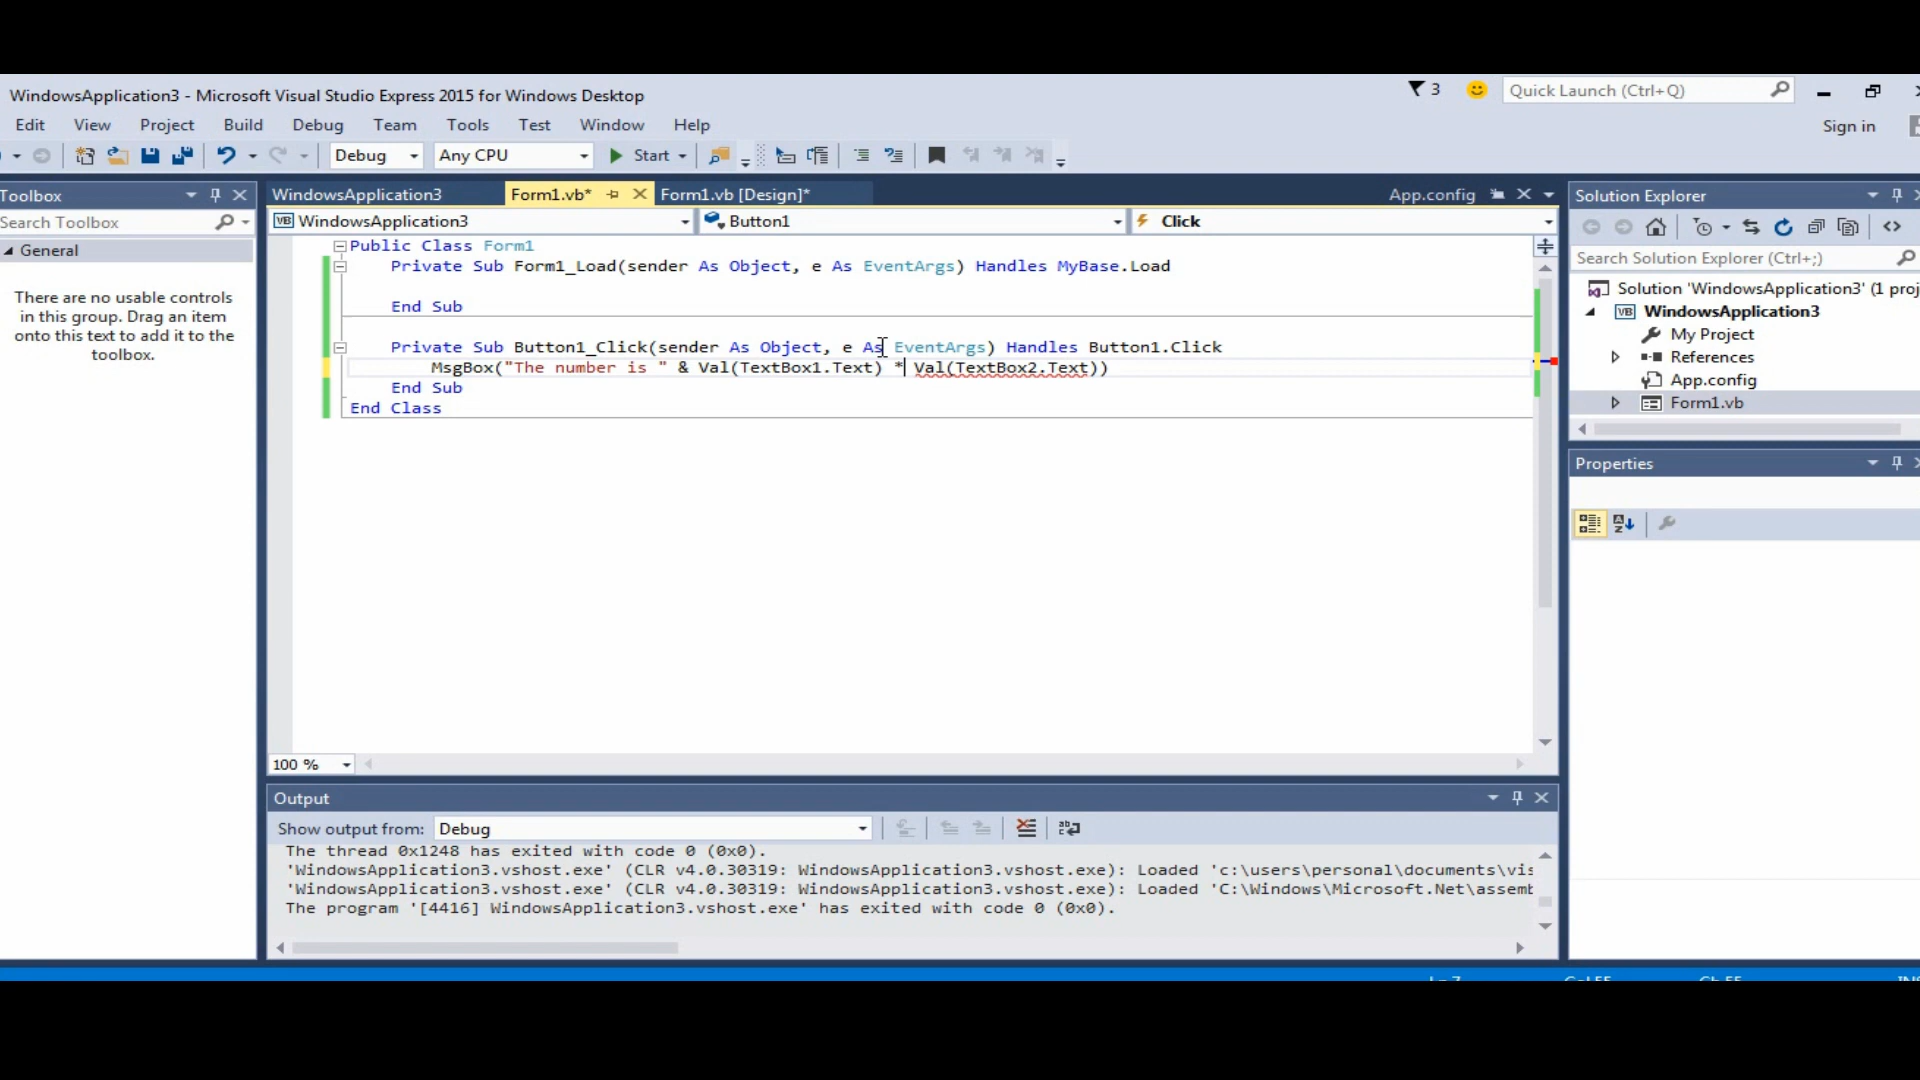 WindowsApplication3 - Microsoft Visual Studio Express 2015 for Windows Desktop
3
Quick Launch (Ctrl+Q)
Edit View Project Build Debug Team Tools Test Window Help
Sign in
Debug Any CPU Start
Toolbox
Search Toolbox
General
There are no usable controls
in this group. Drag an item
onto this text to add it to the
toolbox.
WindowsApplication3 Form1.vb* Form1.vb [Design]* App.config
VB WindowsApplication3 Button1 Click
Public Class Form1
Private Sub Form1_Load(sender As Object, e As EventArgs) Handles MyBase.Load
End Sub
Private Sub Button1_Click(sender As Object, e As EventArgs) Handles Button1.Click
MsgBox("The number is " & Val(TextBox1.Text) * Val(TextBox2.Text))
End Sub
End Class
100 %
Output
Show output from: Debug
The thread 0x1248 has exited with code 0 (0x0).
'WindowsApplication3.vshost.exe' (CLR v4.0.30319: WindowsApplication3.vshost.exe): Loaded 'c:\users\personal\documents\vis
'WindowsApplication3.vshost.exe' (CLR v4.0.30319: WindowsApplication3.vshost.exe): Loaded 'C:\Windows\Microsoft.Net\assemb
The program '[4416] WindowsApplication3.vshost.exe' has exited with code 0 (0x0).
Solution Explorer
Search Solution Explorer (Ctrl+;)
Solution 'WindowsApplication3' (1 proj
VB WindowsApplication3
My Project
References
App.config
Form1.vb
Properties